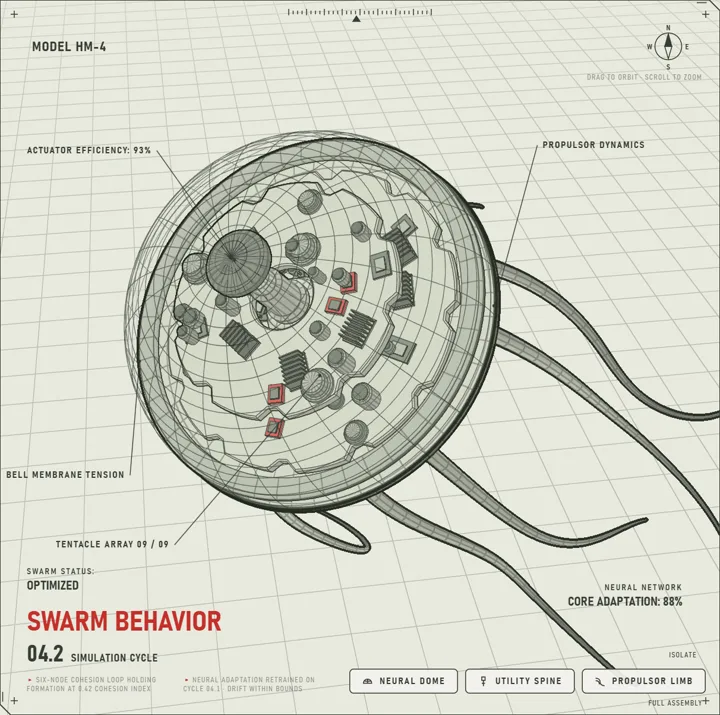 MODEL HM-4
N
W E
S
DRAG TO ORBIT · SCROLL TO ZOOM
ACTUATOR EFFICIENCY: 93%
PROPULSOR DYNAMICS
BELL MEMBRANE TENSION
TENTACLE ARRAY 09 / 09
SWARM STATUS:
OPTIMIZED
SWARM BEHAVIOR
04.2 SIMULATION CYCLE
SIX-NODE COHESION LOOP HOLDING
FORMATION AT 0.62 COHESION INDEX
NEURAL ADAPTATION RETRAINED ON
CYCLE 04.1 · DRIFT WITHIN BOUNDS
NEURAL NETWORK
CORE ADAPTATION: 88%
ISOLATE
NEURAL DOME
UTILITY SPINE
PROPULSOR LIMB
FULL ASSEMBLY